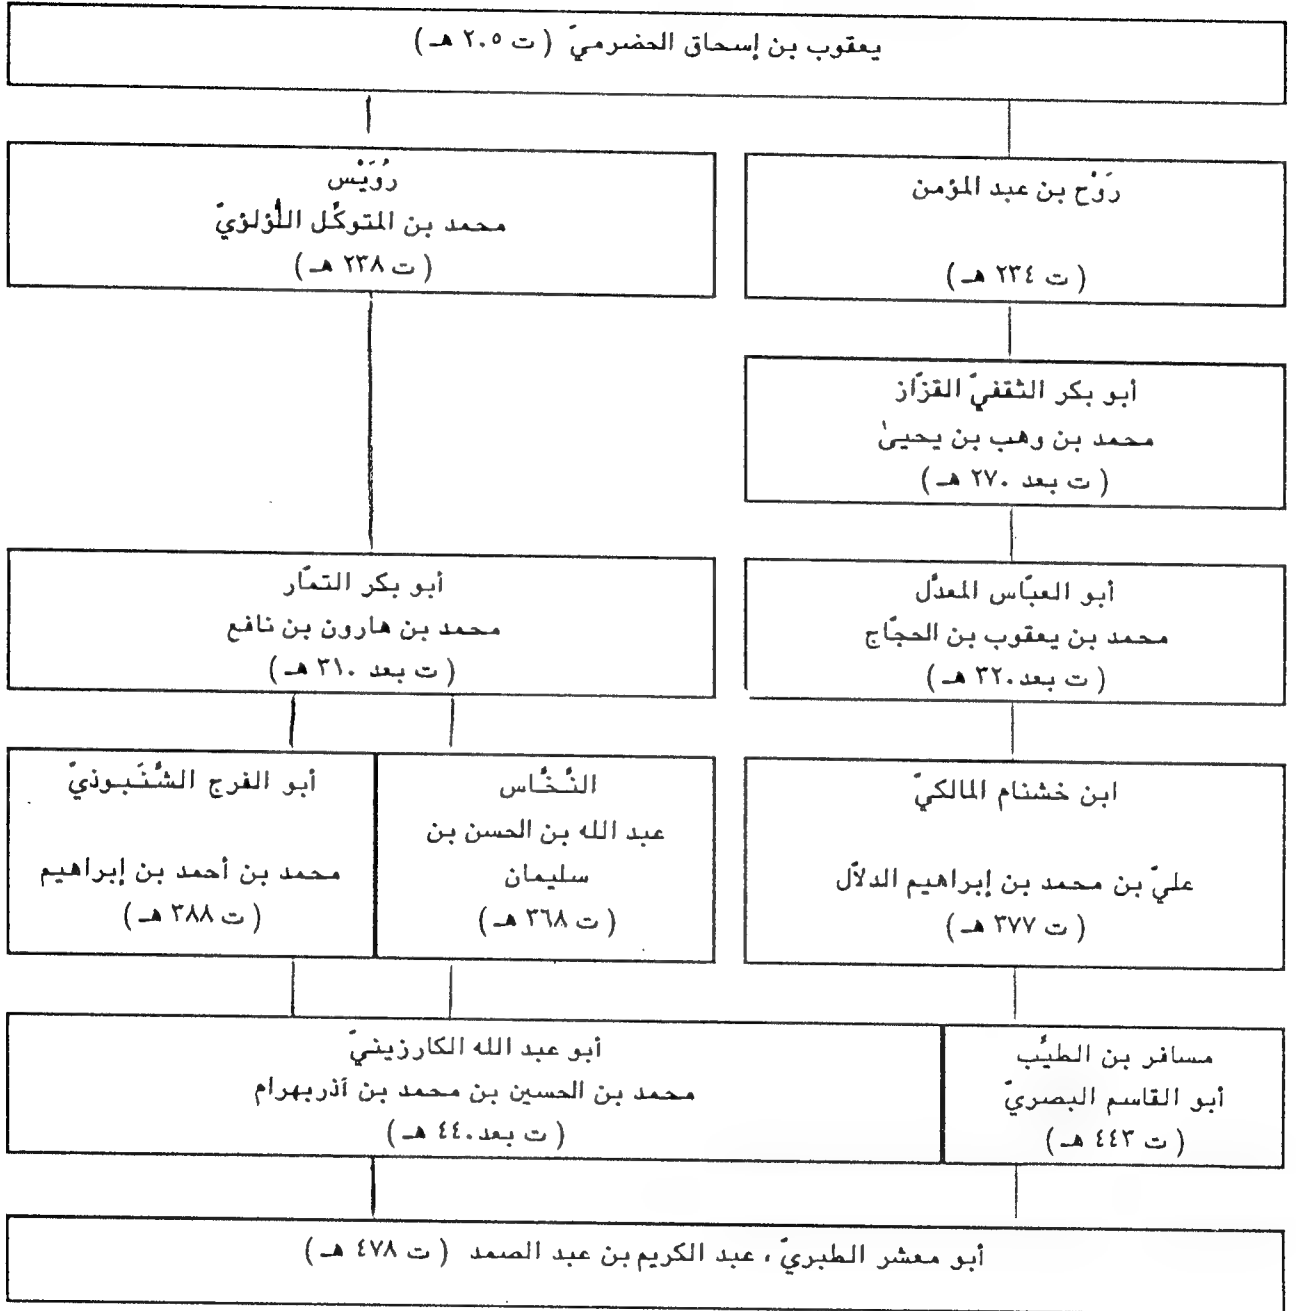 يعقوب بن إسحاق الحضرميّ ( ت ٢٠٥ هـ )
رَوْح بن عبد المؤمن
( ت ٢٣٤ هـ )
رُوَيْس
محمد بن المتوكِّل اللُّؤلؤيّ
( ت ٢٣٨ هـ )
أبو بكر الثقفيّ القزّاز
محمد بن وهب بن يحيىٰ
( ت بعد ٢٧٠ هـ )
أبو العبّاس المعدَّل
محمد بن يعقوب بن الحجّاج
( ت بعد ٣٢٠ هـ )
أبو بكر التمّار
محمد بن هارون بن نافع
( ت بعد ٣١٠ هـ )
ابن خشنام المالكيّ
عليّ بن محمد بن إبراهيم الدلاّل
( ت ٣٧٧ هـ )
النُّخَّاس
عبد الله بن الحسن بن
سليمان
( ت ٣٦٨ هـ )
أبو الفرج الشَّنَبوذيّ
محمد بن أحمد بن إبراهيم
( ت ٣٨٨ هـ )
مسافر بن الطيِّب
أبو القاسم البصريّ
( ت ٤٤٣ هـ )
أبو عبد الله الكارزينيّ
محمد بن الحسين بن محمد بن آذربهرام
( ت بعد ٤٤٠ هـ )
أبو معشر الطبريّ ، عبد الكريم بن عبد الصمد ( ت ٤٧٨ هـ )